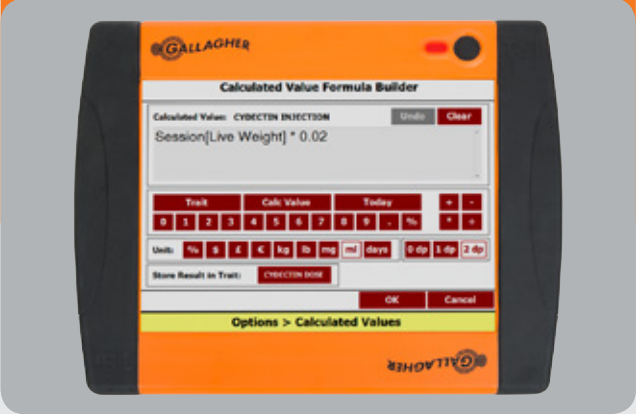 GALLAGHER
Calculated Value Formula Builder
Calculated Value: CYDECTIN INJECTION Undo Clear
Session[Live Weight] * 0.02
Trait Calc Value Today + -
0 1 2 3 4 5 6 7 8 9 . % * ÷
Unit: % $ £ € kg lb mg ml days 0 dp 1 dp 2 dp
Store Result in Trait: CYDECTIN DOSE
OK Cancel
Options > Calculated Values
GALLAGHER